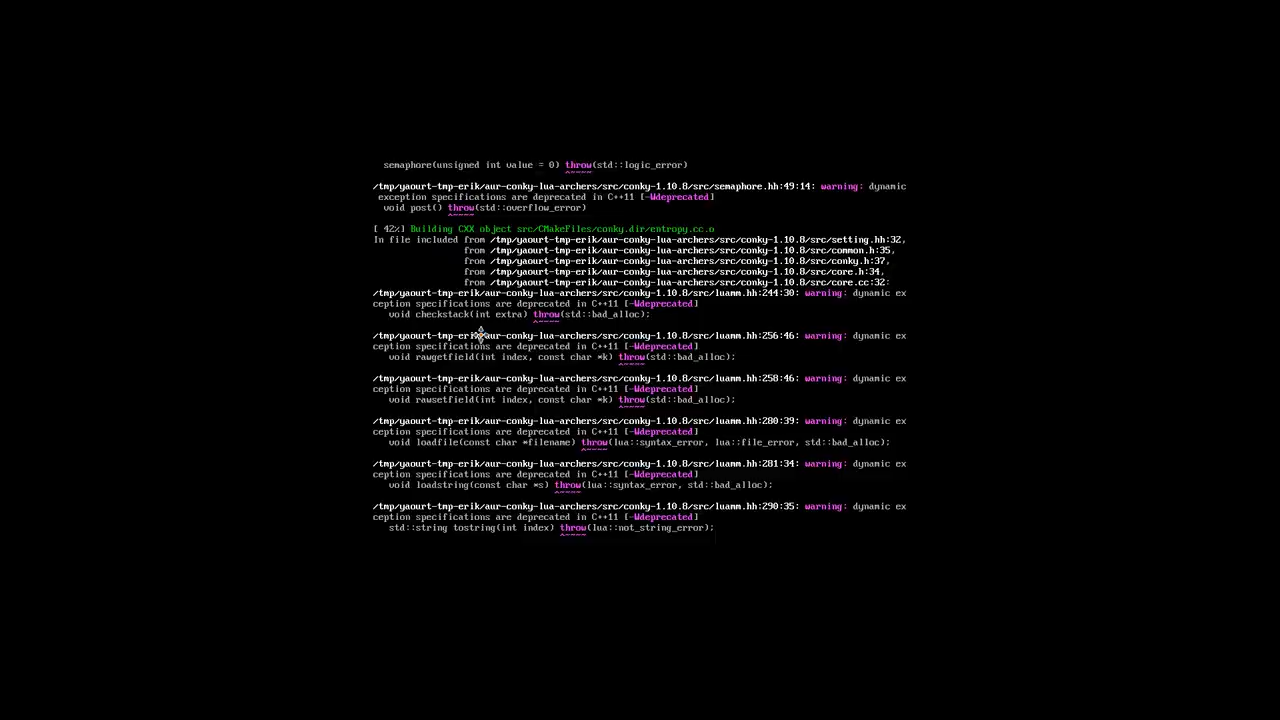 semaphore(unsigned int value = 0) throw(std::logic_error)
^~~~~
/tmp/yaourt-tmp-erik/aur-conky-lua-archers/src/conky-1.10.8/src/semaphore.hh:49:14: warning: dynamic
exception specifications are deprecated in C++11 [-Wdeprecated]
void post() throw(std::overflow_error)
^~~~~
[ 42%] Building CXX object src/CMakeFiles/conky.dir/entropy.cc.o
In file included from /tmp/yaourt-tmp-erik/aur-conky-lua-archers/src/conky-1.10.8/src/setting.hh:32,
from /tmp/yaourt-tmp-erik/aur-conky-lua-archers/src/conky-1.10.8/src/common.h:35,
from /tmp/yaourt-tmp-erik/aur-conky-lua-archers/src/conky-1.10.8/src/conky.h:37,
from /tmp/yaourt-tmp-erik/aur-conky-lua-archers/src/conky-1.10.8/src/core.h:34,
from /tmp/yaourt-tmp-erik/aur-conky-lua-archers/src/conky-1.10.8/src/core.cc:32:
/tmp/yaourt-tmp-erik/aur-conky-lua-archers/src/conky-1.10.8/src/luamm.hh:244:30: warning: dynamic ex
ception specifications are deprecated in C++11 [-Wdeprecated]
void checkstack(int extra) throw(std::bad_alloc);
^~~~~
/tmp/yaourt-tmp-erik/aur-conky-lua-archers/src/conky-1.10.8/src/luamm.hh:256:46: warning: dynamic ex
ception specifications are deprecated in C++11 [-Wdeprecated]
void rawgetfield(int index, const char *k) throw(std::bad_alloc);
^~~~~
/tmp/yaourt-tmp-erik/aur-conky-lua-archers/src/conky-1.10.8/src/luamm.hh:258:46: warning: dynamic ex
ception specifications are deprecated in C++11 [-Wdeprecated]
void rawsetfield(int index, const char *k) throw(std::bad_alloc);
^~~~~
/tmp/yaourt-tmp-erik/aur-conky-lua-archers/src/conky-1.10.8/src/luamm.hh:280:39: warning: dynamic ex
ception specifications are deprecated in C++11 [-Wdeprecated]
void loadfile(const char *filename) throw(lua::syntax_error, lua::file_error, std::bad_alloc);
^~~~~
/tmp/yaourt-tmp-erik/aur-conky-lua-archers/src/conky-1.10.8/src/luamm.hh:281:34: warning: dynamic ex
ception specifications are deprecated in C++11 [-Wdeprecated]
void loadstring(const char *s) throw(lua::syntax_error, std::bad_alloc);
^~~~~
/tmp/yaourt-tmp-erik/aur-conky-lua-archers/src/conky-1.10.8/src/luamm.hh:290:35: warning: dynamic ex
ception specifications are deprecated in C++11 [-Wdeprecated]
std::string tostring(int index) throw(lua::not_string_error);
^~~~~